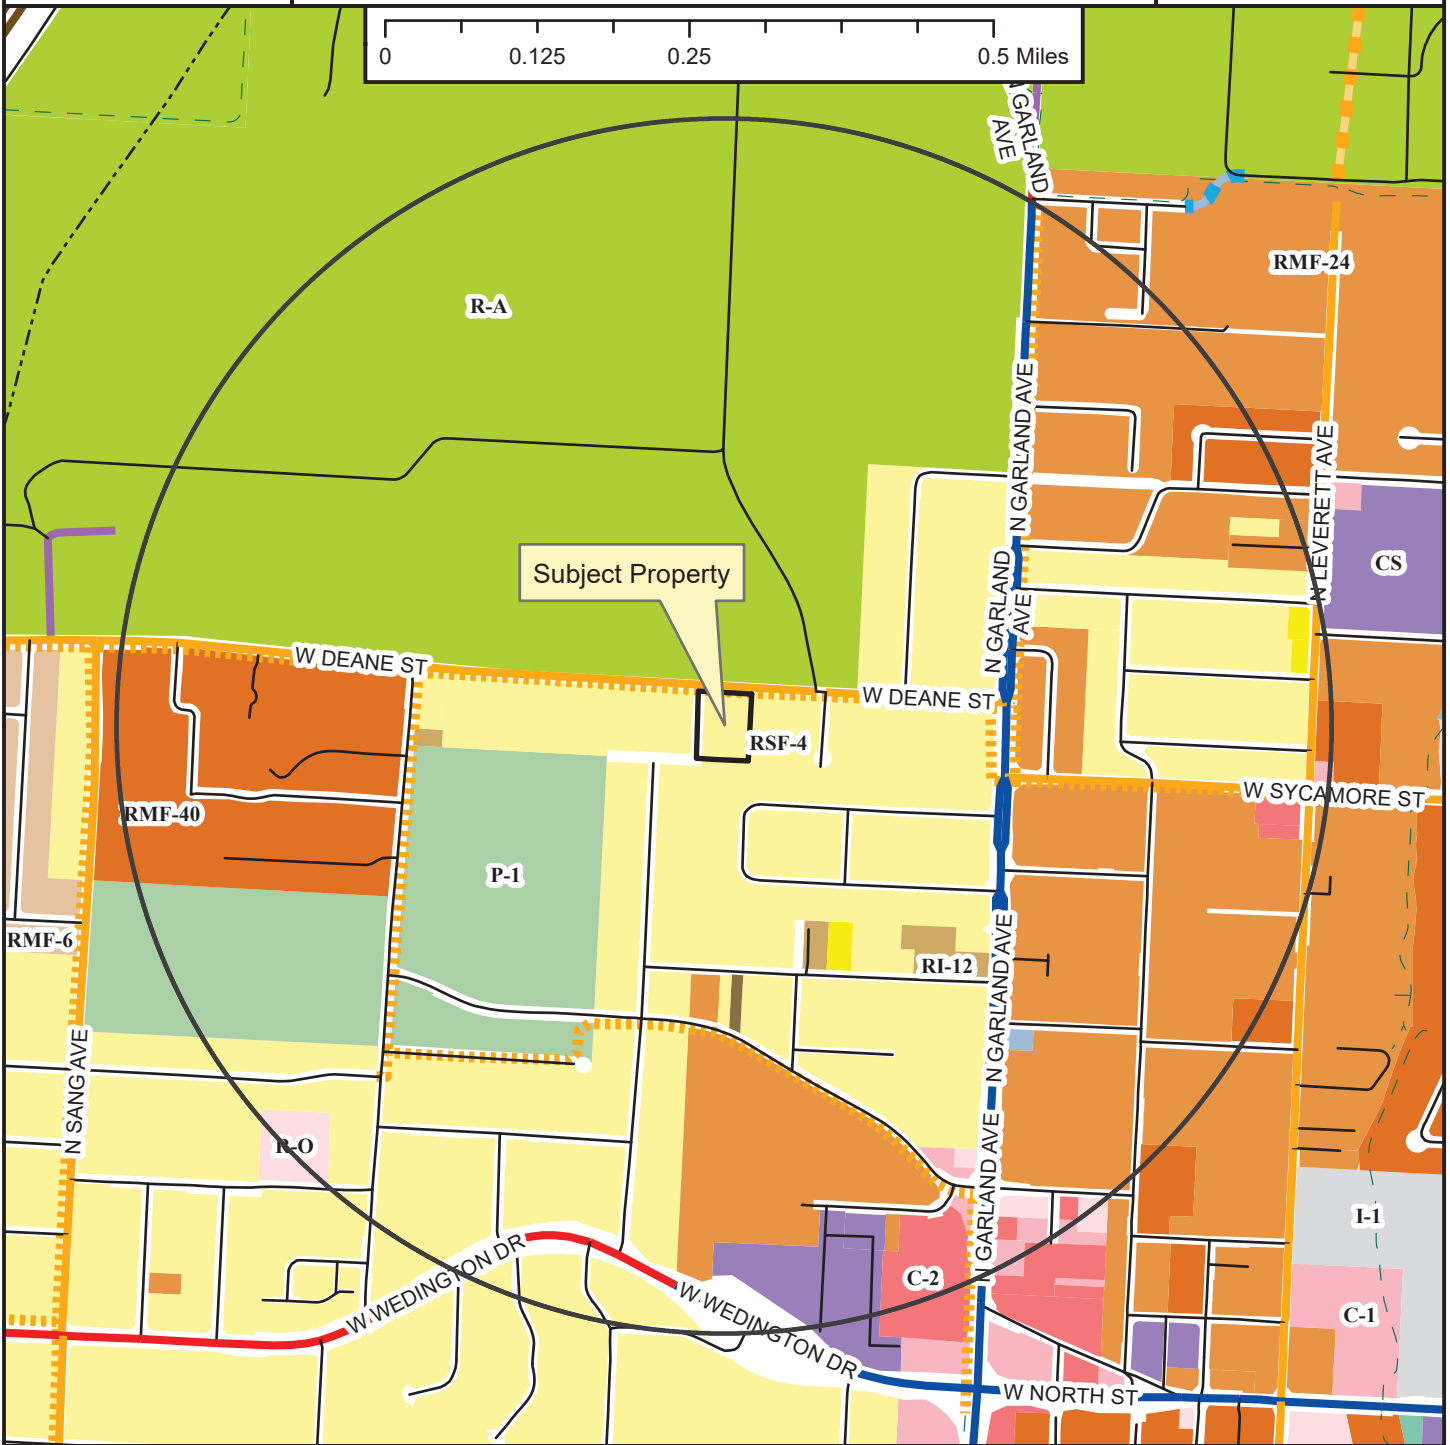 0 0.125 0.25 0.5 Miles
N GARLAND
AVE
RMF-24
R-A
N GARLAND AVE
N LEVERETT AVE
CS
Subject Property
N GARLAND
AVE
W DEANE ST
W DEANE ST
RSF-4
W SYCAMORE ST
RMF-40
P-1
RMF-6
RI-12
N GARLAND AVE
N SANG AVE
R-O
N GARLAND AVE
I-1
C-2
W WEDINGTON DR
W WEDINGTON DR
C-1
W NORTH ST